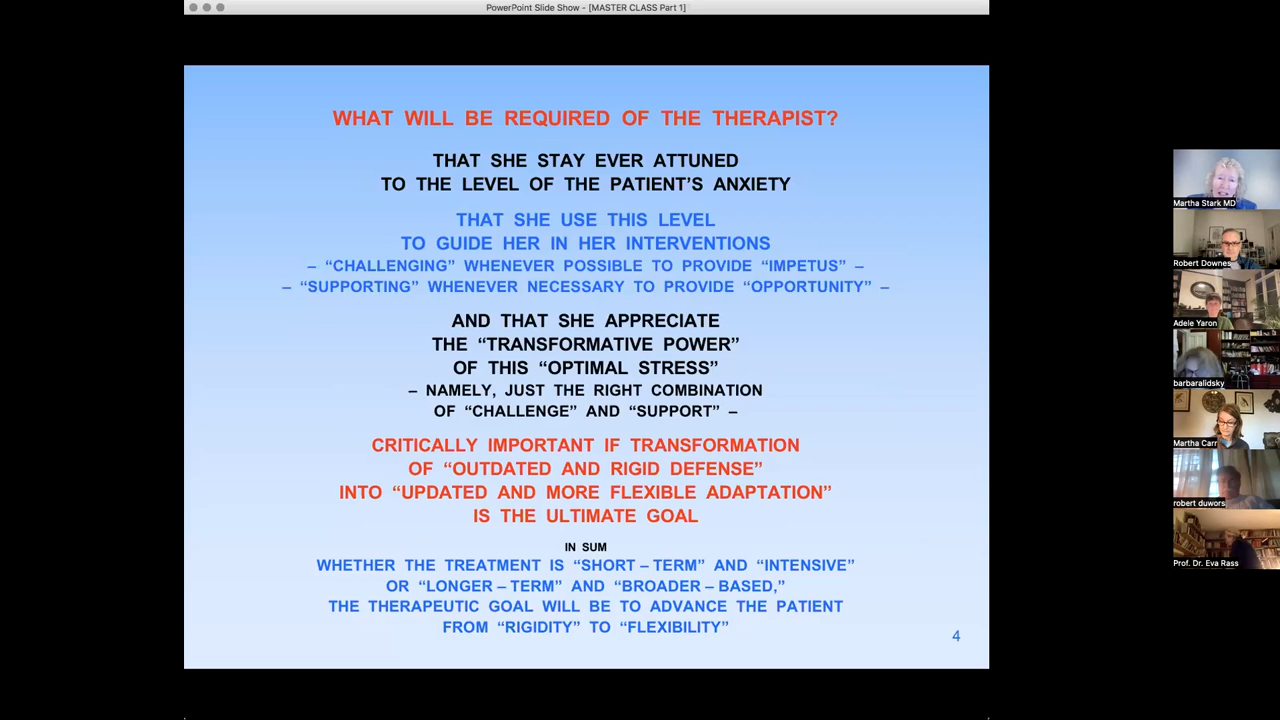 PowerPoint Slide Show - [MASTER CLASS Part 1]
WHAT WILL BE REQUIRED OF THE THERAPIST?
THAT SHE STAY EVER ATTUNED
TO THE LEVEL OF THE PATIENT'S ANXIETY
THAT SHE USE THIS LEVEL
TO GUIDE HER IN HER INTERVENTIONS
– “CHALLENGING” WHENEVER POSSIBLE TO PROVIDE “IMPETUS” –
– “SUPPORTING” WHENEVER NECESSARY TO PROVIDE “OPPORTUNITY” –
AND THAT SHE APPRECIATE
THE “TRANSFORMATIVE POWER”
OF THIS “OPTIMAL STRESS”
– NAMELY, JUST THE RIGHT COMBINATION
OF “CHALLENGE” AND “SUPPORT” –
CRITICALLY IMPORTANT IF TRANSFORMATION
OF “OUTDATED AND RIGID DEFENSE”
INTO “UPDATED AND MORE FLEXIBLE ADAPTATION”
IS THE ULTIMATE GOAL
IN SUM
WHETHER THE TREATMENT IS “SHORT – TERM” AND “INTENSIVE”
OR “LONGER – TERM” AND “BROADER – BASED,”
THE THERAPEUTIC GOAL WILL BE TO ADVANCE THE PATIENT
FROM “RIGIDITY” TO “FLEXIBILITY”
4
Martha Stark MD
Robert Downes
Adele Yaron
barbaralidsky
Martha Carr
robert duwors
Prof. Dr. Eva Rass